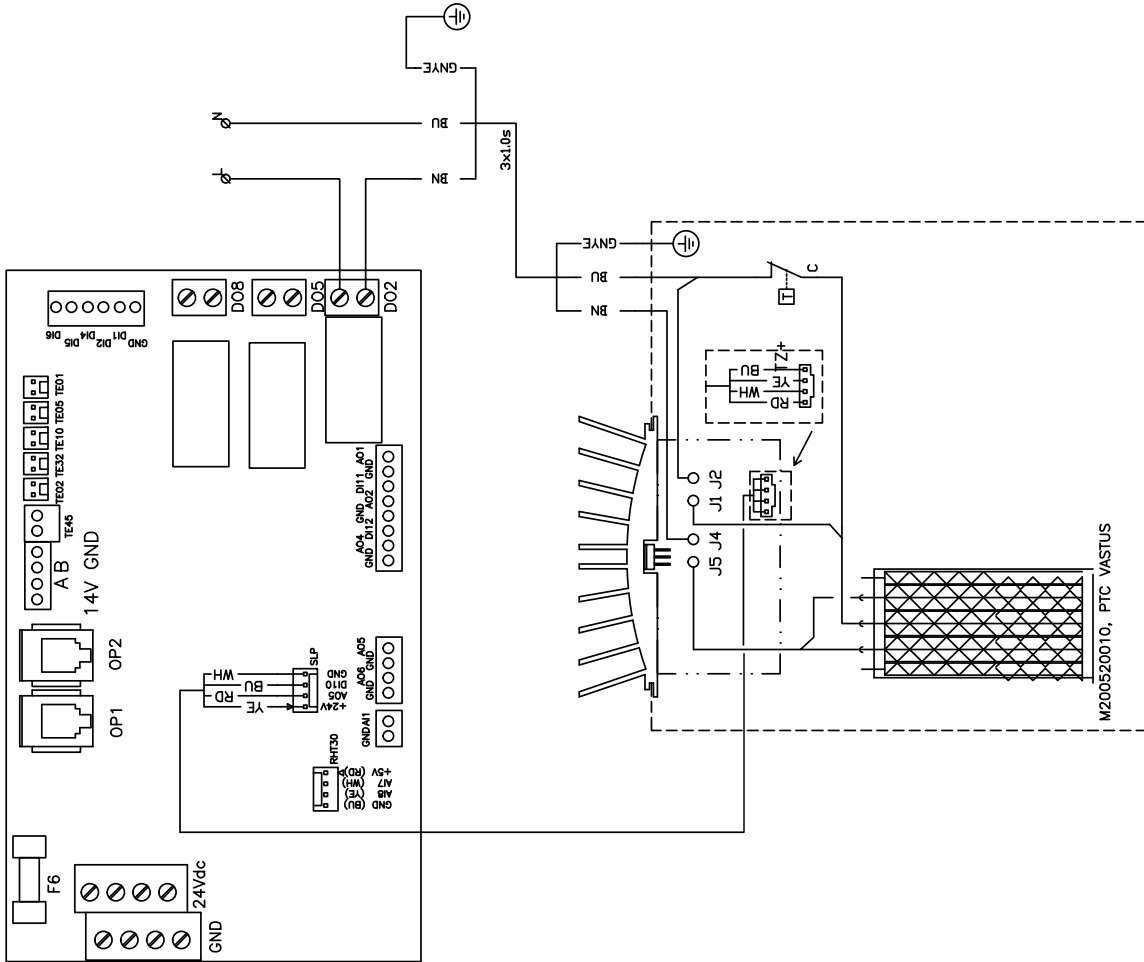 GNYE
N
BU
L
BN
3x1.0s
GNYE
BU
BN
T
C
DI6
DI5
DI4
DI2
DI1
GND
DO8
DO5
DO2
TE01
TE05
TE10
TE32
TE02
TE45
A B
14V GND
AO1
GND
DI11
AO2
GND
DI12
AO4
GND
TZ+
BU
YE
WH
RD
J2
J1
J4
J5
OP2
OP1
WH
BU
RD
YE
SLP
GND
DI10
AO5
+24V
AO5
GND
AO6
GND
AI1
GND
RHT30
+5V (RD)
AI7 (WH)
AI8 (YE)
GND (BU)
F6
24Vdc
GND
M200520010, PTC VASTUS